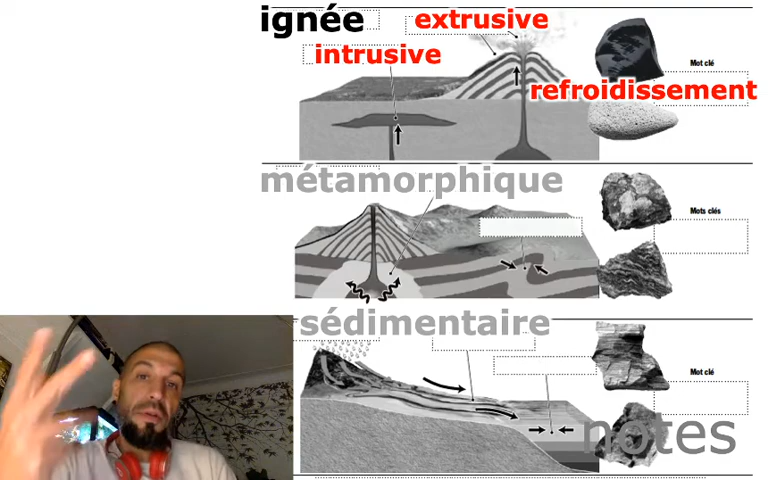 ignée
extrusive
intrusive
Mot clé
refroidissement
métamorphique
Mots clés
sédimentaire
Mot clé
notes